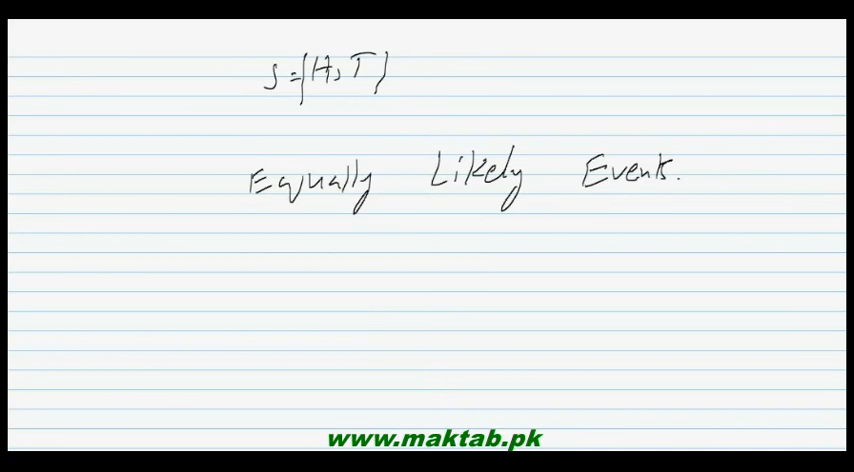 S = {H, T}
Equally Likely Events.
www.maktab.pk